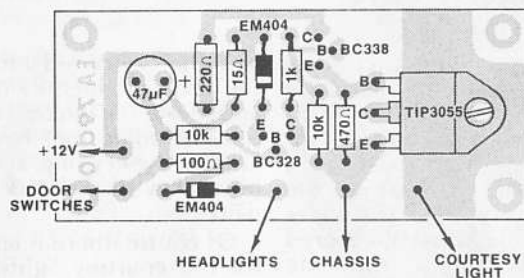 EM404
C
B BC338
E
47µF
+
220Ω
15Ω
1k
B
C
E
TIP3055
E
B
C
BC328
10k
100Ω
10k
470Ω
+12V
DOOR
SWITCHES
EM404
HEADLIGHTS
CHASSIS
COURTESY
LIGHT